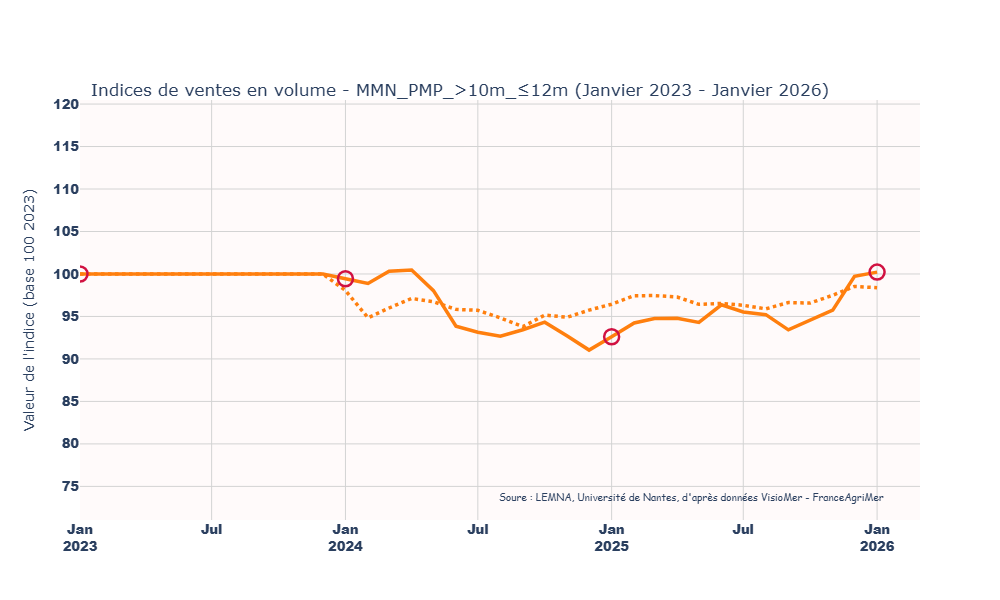 Indices de ventes en volume - MMN_PMP_>10m_≤12m (Janvier 2023 - Janvier 2026)
Valeur de l'indice (base 100 2023)
120
115
110
105
100
95
90
85
80
75
Soure : LEMNA, Université de Nantes, d'après données VisioMer - FranceAgriMer
Jan Jul Jan Jul Jan Jul Jan
2023 2024 2025 2026